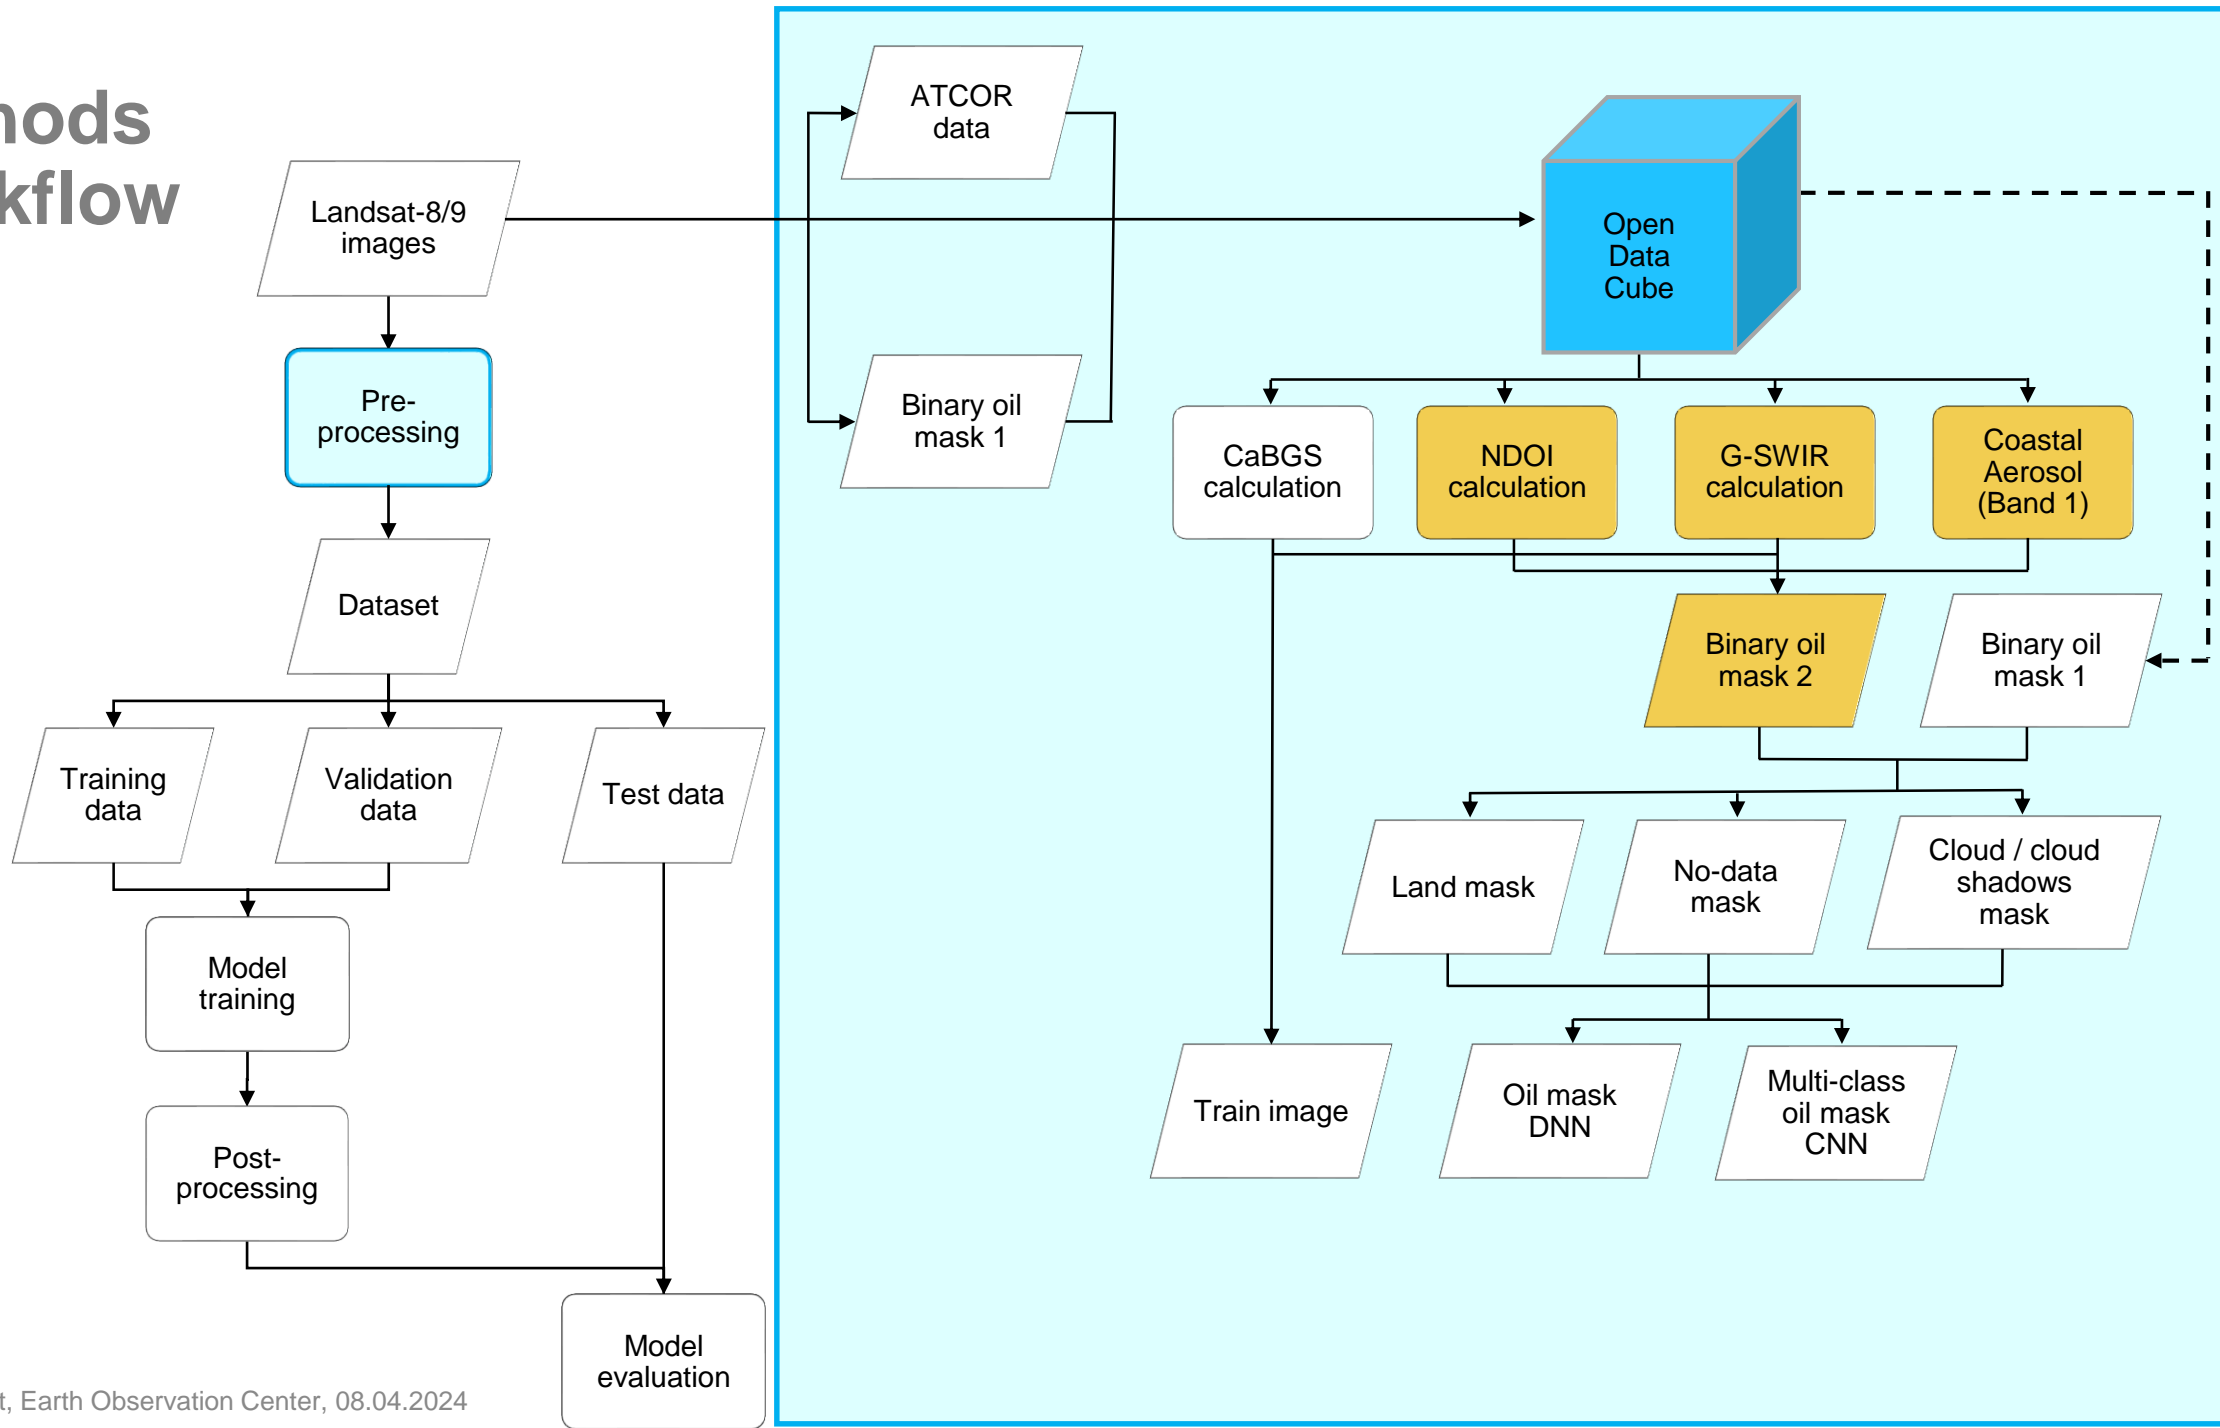 Landsat-8/9
images
Pre-
processing
Dataset
Training
data
Validation
data
Test data
Model
training
Post-
processing
Model
evaluation
ATCOR
data
Binary oil
mask 1
Open
Data
Cube
CaBGS
calculation
NDOI
calculation
G-SWIR
calculation
Coastal
Aerosol
(Band 1)
Binary oil
mask 2
Binary oil
mask 1
Land mask
No-data
mask
Cloud / cloud
shadows
mask
Train image
Oil mask
DNN
Multi-class
oil mask
CNN
Earth Observation Center, 08.04.2024